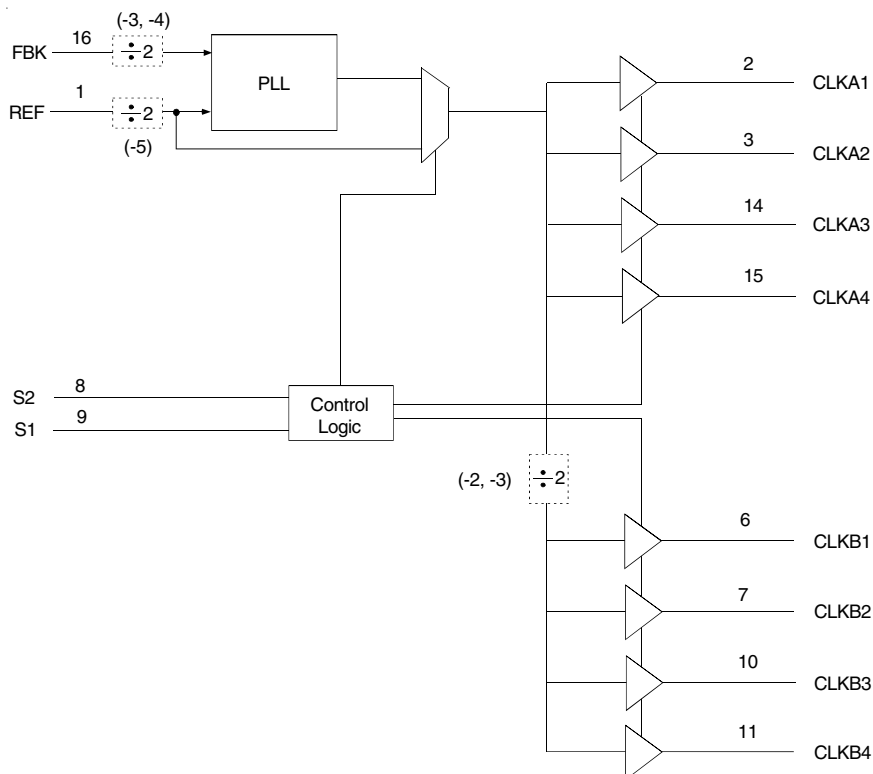 (-3, -4)
FBK 16 ÷2
PLL
REF 1 ÷2
(-5)
2 CLKA1
3 CLKA2
14 CLKA3
15 CLKA4
S2 8
S1 9
Control
Logic
(-2, -3) ÷2
6 CLKB1
7 CLKB2
10 CLKB3
11 CLKB4